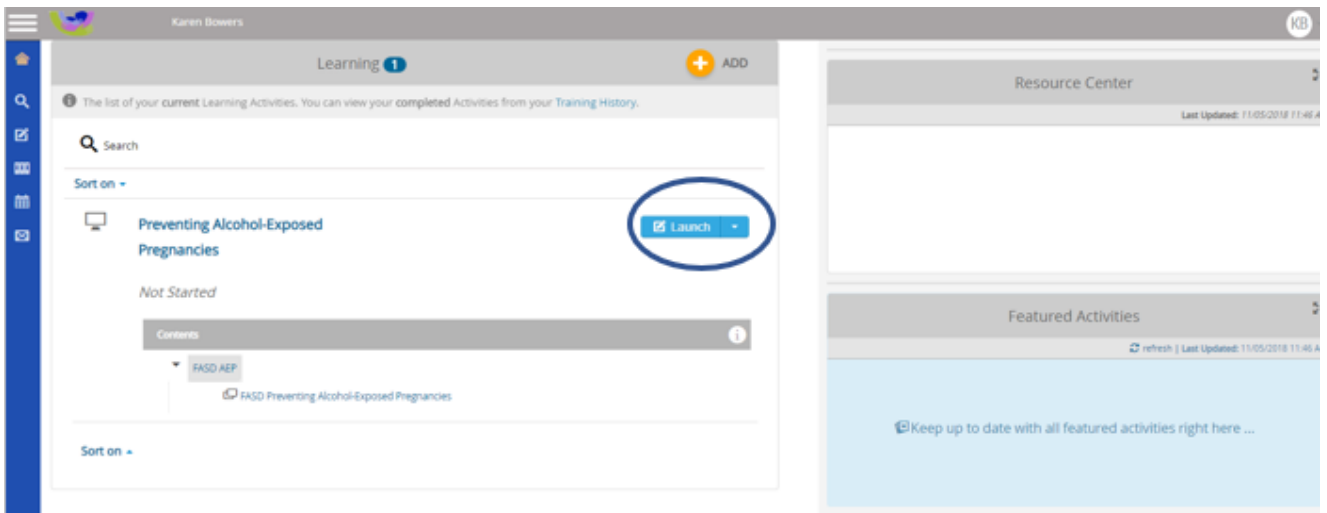 Karen Bowers
KB
Learning 1
ADD
The list of your current Learning Activities. You can view your completed Activities from your Training History.
Search
Sort on
Preventing Alcohol-Exposed
Pregnancies
Launch
Not Started
Contents
FASD AEP
FASD Preventing Alcohol-Exposed Pregnancies
Sort on
Resource Center
Last Updated: 11/05/2018 11:46 A
Featured Activities
refresh | Last Updated: 11/05/2018 11:46 A
Keep up to date with all featured activities right here ...